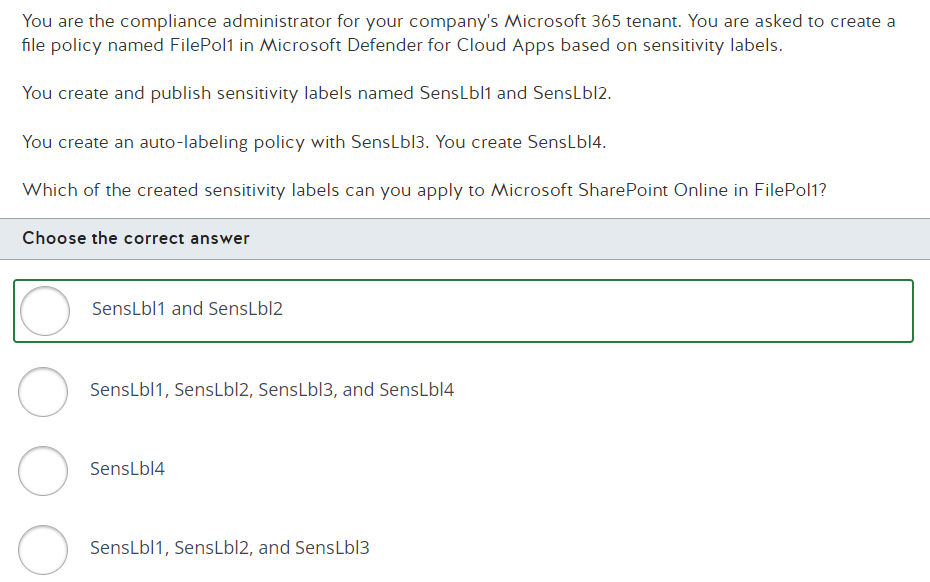 You are the compliance administrator for your company's Microsoft 365 tenant. You are asked to create a
file policy named FilePol1 in Microsoft Defender for Cloud Apps based on sensitivity labels.
You create and publish sensitivity labels named SensLbl1 and SensLbl2.
You create an auto-labeling policy with SensLbl3. You create SensLbl4.
Which of the created sensitivity labels can you apply to Microsoft SharePoint Online in FilePol1?
Choose the correct answer
SensLbl1 and SensLbl2
SensLbl1, SensLbl2, SensLbl3, and SensLbl4
SensLbl4
SensLbl1, SensLbl2, and SensLbl3